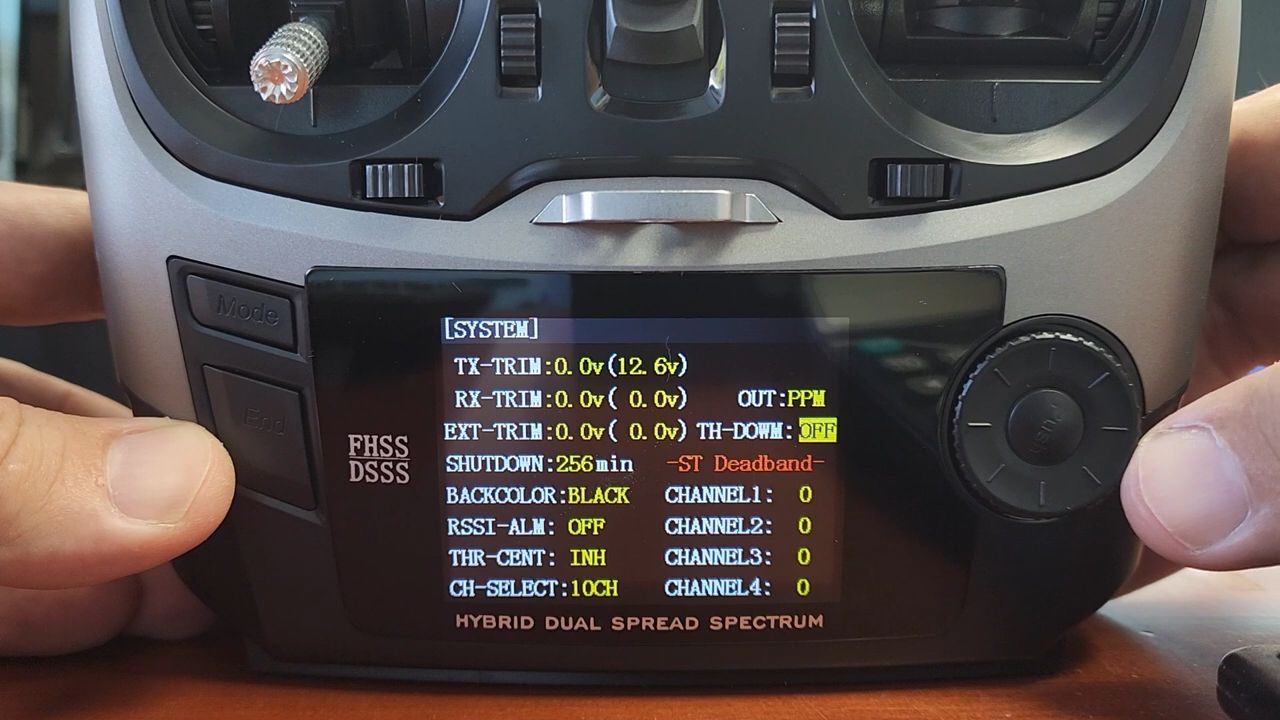 Mode
End
FHSS
DSSS
[SYSTEM]
TX-TRIM:0.0v(12.6v)
RX-TRIM:0.0v( 0.0v) OUT:PPM
EXT-TRIM:0.0v( 0.0v) TH-DOWM:OFF
SHUTDOWN:256min -ST Deadband-
BACKCOLOR:BLACK CHANNEL1: 0
RSSI-ALM: OFF CHANNEL2: 0
THR-CENT: INH CHANNEL3: 0
CH-SELECT:10CH CHANNEL4: 0
HYBRID DUAL SPREAD SPECTRUM
PUSH